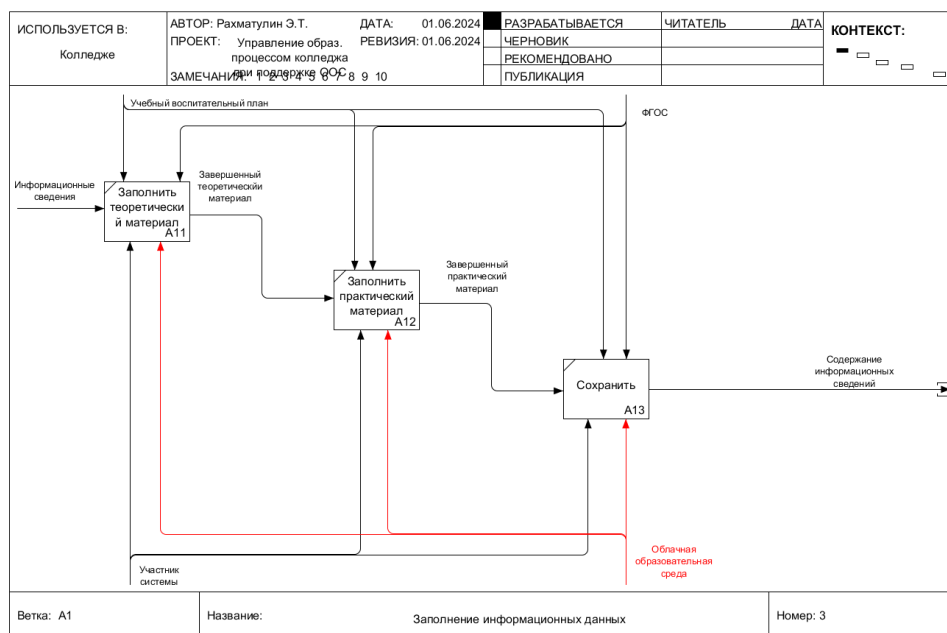 ИСПОЛЬЗУЕТСЯ В:
Колледже
АВТОР: Рахматулин Э.Т.
ДАТА: 01.06.2024
ПРОЕКТ: Управление образ.
процессом колледжа
при поддержке ООС
РЕВИЗИЯ: 01.06.2024
ЗАМЕЧАНИЯ: 1 2 3 4 5 6 7 8 9 10
РАЗРАБАТЫВАЕТСЯ
ЧЕРНОВИК
РЕКОМЕНДОВАНО
ПУБЛИКАЦИЯ
ЧИТАТЕЛЬ
ДАТА
КОНТЕКСТ:
Учебный воспитательный план
ФГОС
Информационные
сведения
Заполнить
теоретически
й материал
A11
Завершенный
теоретический
материал
Заполнить
практический
материал
A12
Завершенный
практический
материал
Сохранить
A13
Содержание
информационных
сведений
Участник
системы
Облачная
образовательная
среда
Ветка: A1
Название:
Заполнение информационных данных
Номер: 3